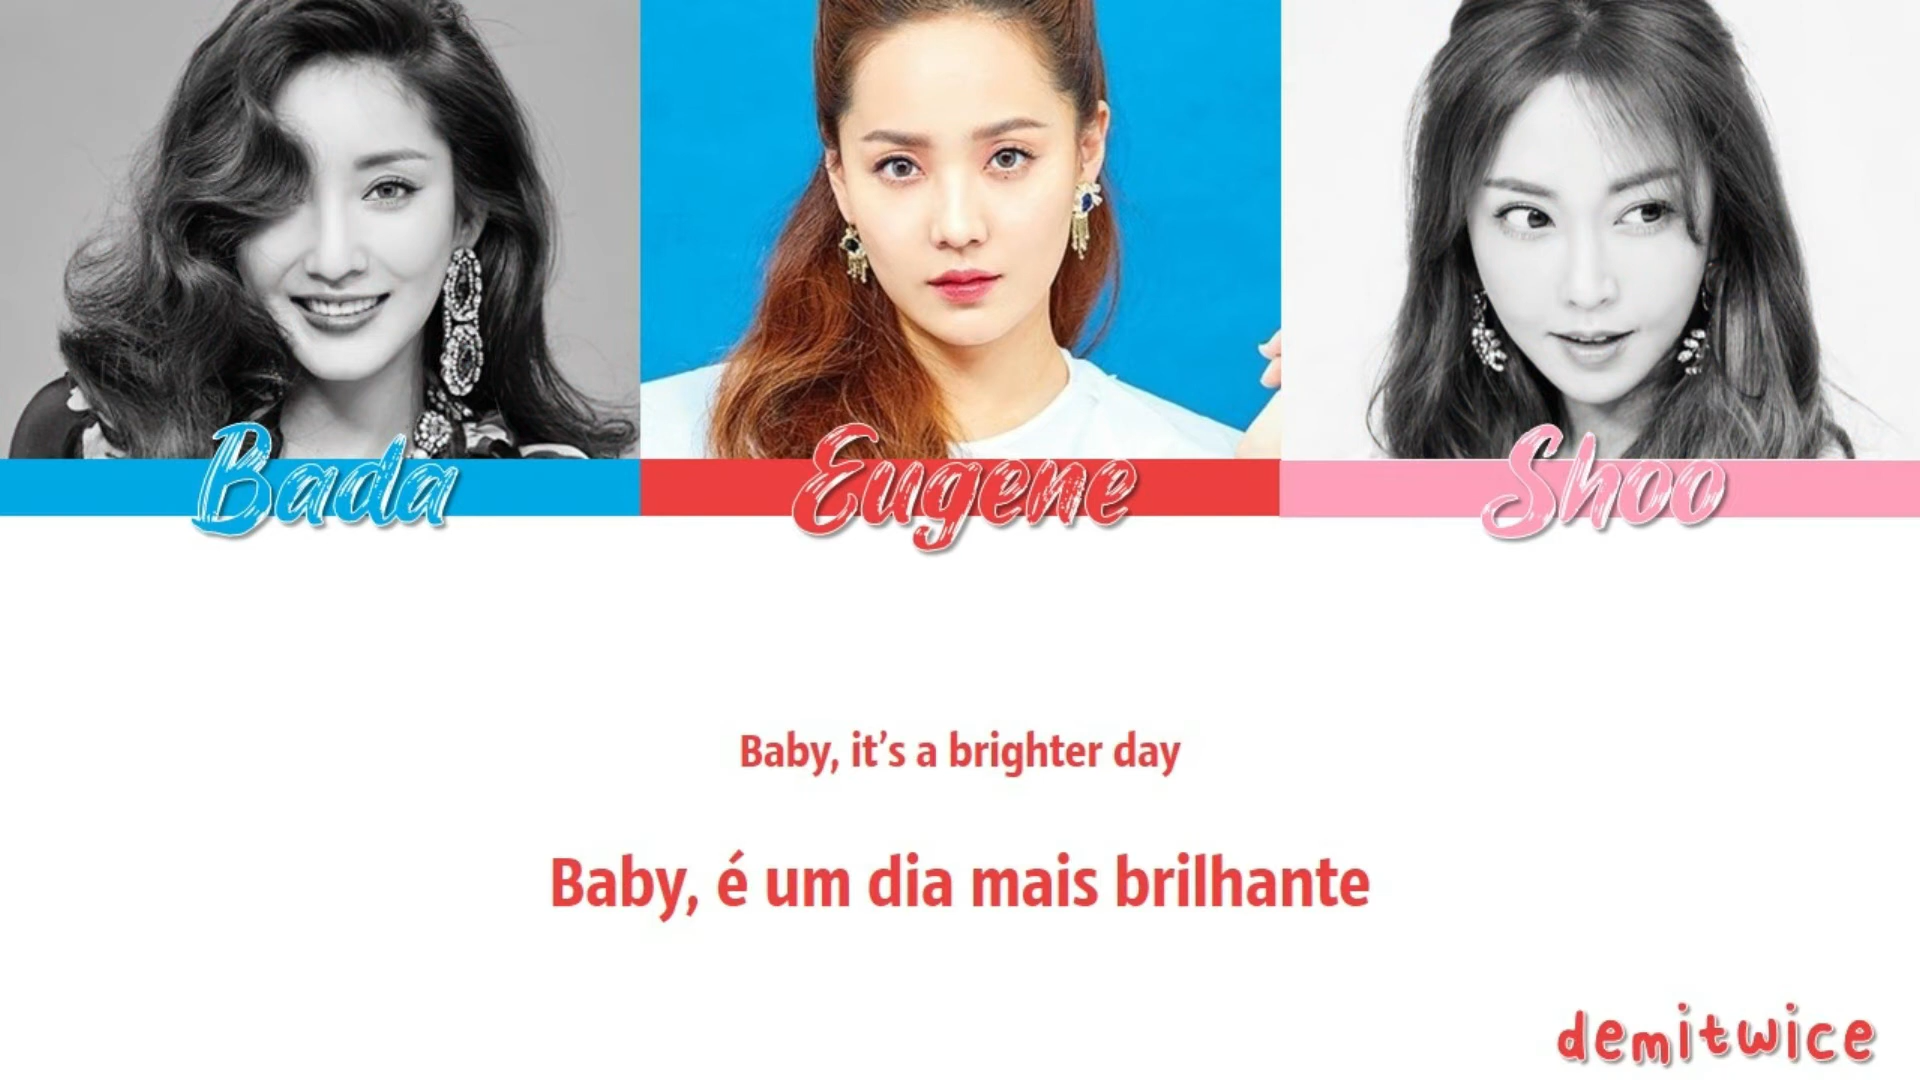 Bada
Eugene
Shoo
Baby, it’s a brighter day
Baby, é um dia mais brilhante
demitwice